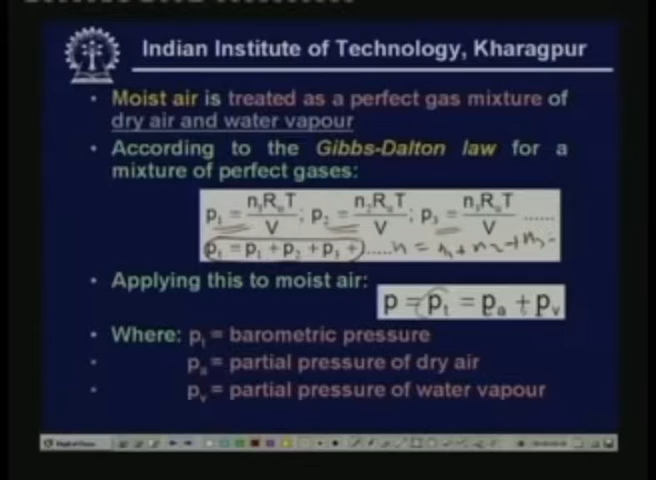 Indian Institute of Technology, Kharagpur
• Moist air is treated as a perfect gas mixture of
dry air and water vapour
• According to the Gibbs-Dalton law for a
mixture of perfect gases:
p₁ = n₁RᵤT/V ; p₂ = n₂RᵤT/V ; p₃ = n₃RᵤT/V ......
pₜ = p₁ + p₂ + p₃ + ..... n = n₁ + n₂ + n₃ -
• Applying this to moist air:
p = pₜ = pₐ + pᵥ
• Where: pₜ = barometric pressure
• pₐ = partial pressure of dry air
• pᵥ = partial pressure of water vapour